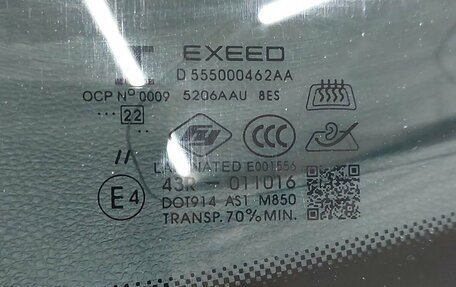 EXEED
D 555000462AA
OCP Nº 0009 5206AAU 8ES
22
CCC
LAMINATED E001556
E4 43R - 011016
DOT914 AS1 M850
TRANSP. 70% MIN.